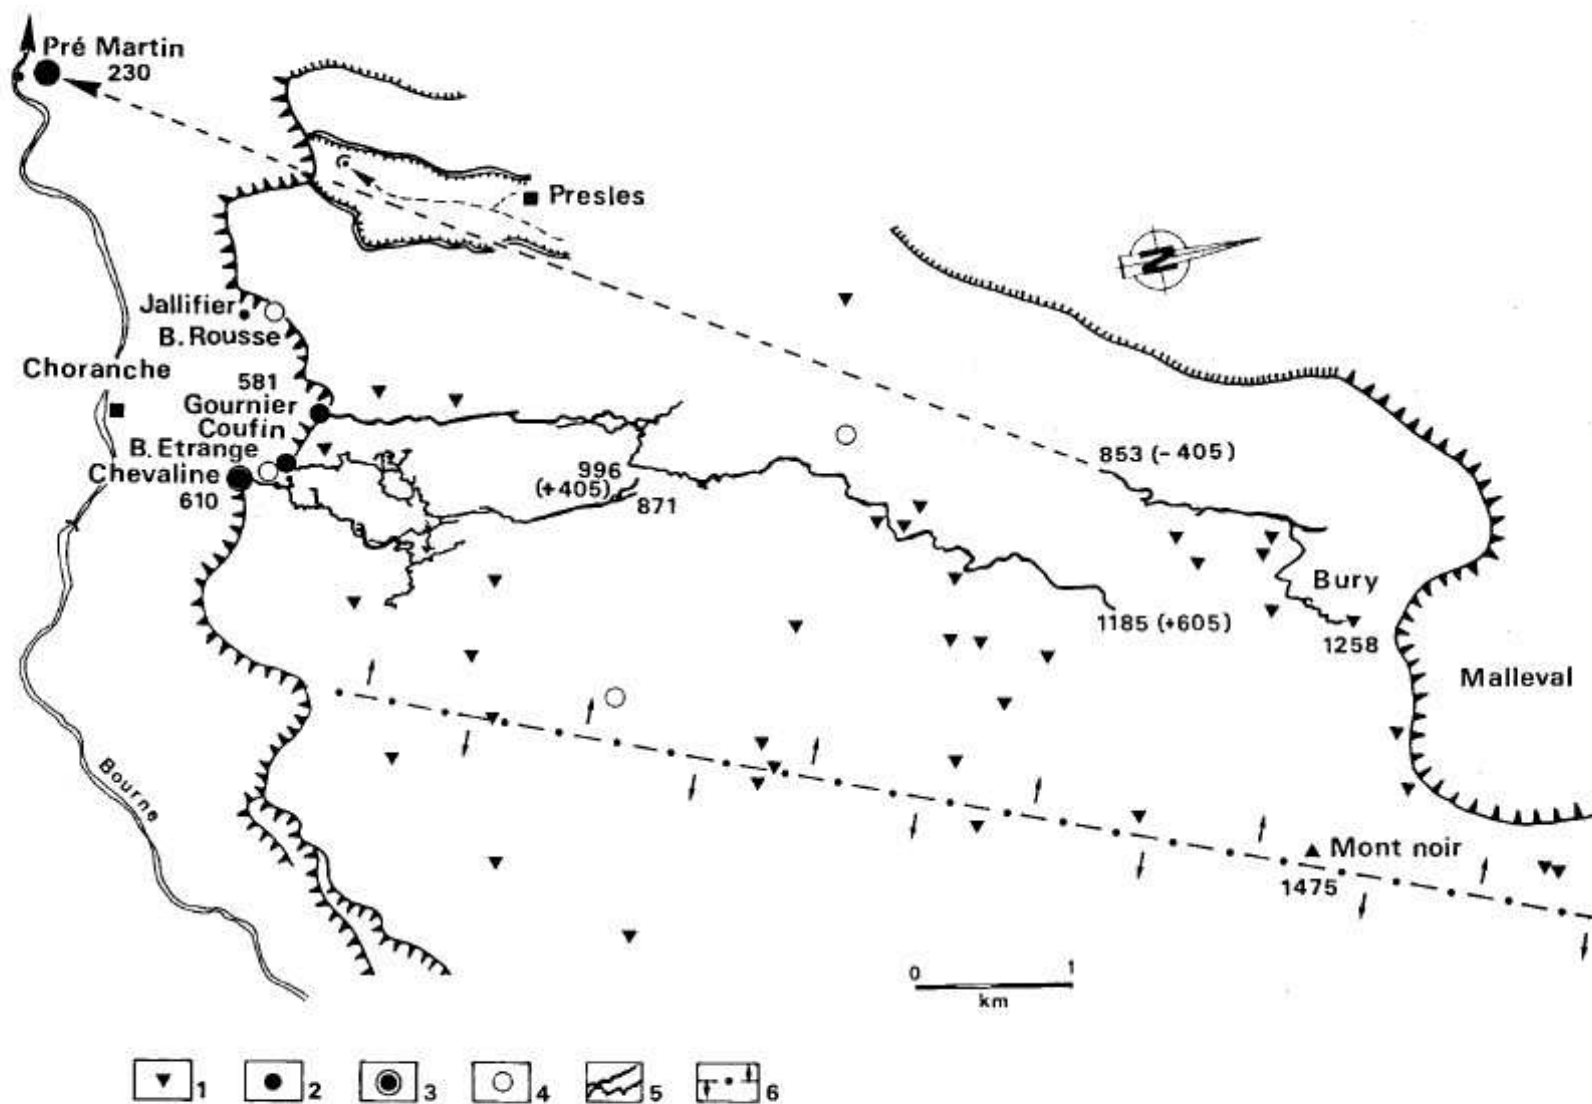 Pré Martin
230
Presles
N
Jallifier
B. Rousse
Choranche
581
Gournier
Coufin
B. Etrange
Chevaline
610
996
(+405)
871
853 (-405)
Bury
1185 (+605)
1258
Malleval
Bourne
Mont noir
1475
0 1
km
1 2 3 4 5 6